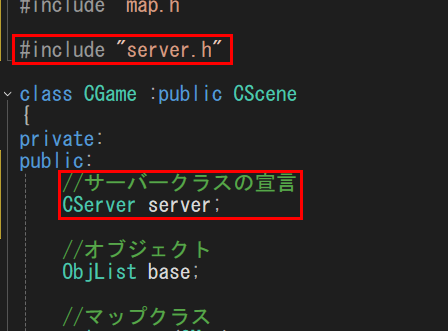 #include "map.h
#include "server.h"
class CGame :public CScene
{
private:
public:
//サーバークラスの宣言
CServer server;
//オブジェクト
ObjList base;
//マップクラス